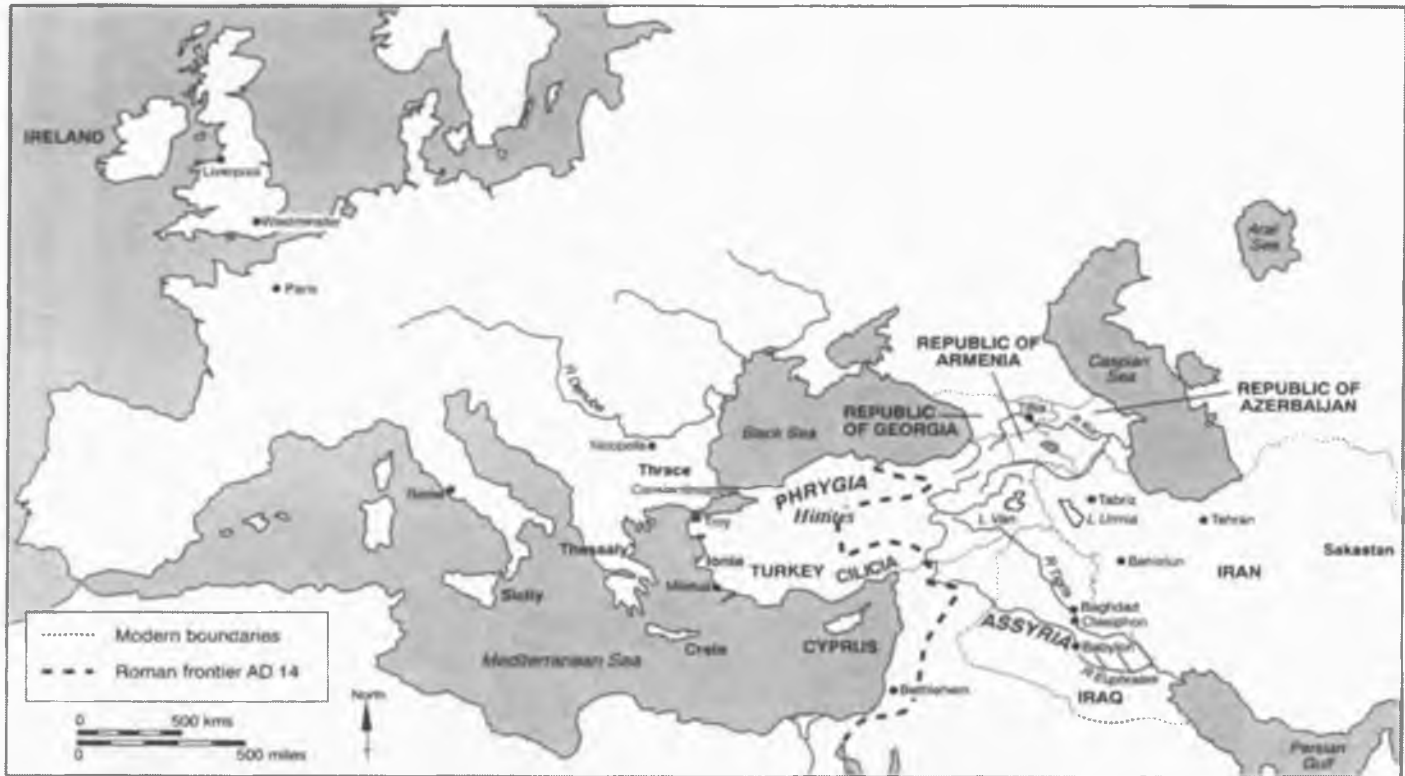 IRELAND
Liverpool
Westminster
Paris
Aral
Sea
REPUBLIC OF
ARMENIA
Caspian
Sea
REPUBLIC OF
AZERBAIJAN
R Danube
Black Sea
REPUBLIC
OF GEORGIA
Nicopolis
Thrace
PHRYGIA
Hittites
Rome
Troy
L Van
Tabriz
L Urmia
Tehran
Thessaly
Ionia
TURKEY
CILICIA
Behistun
IRAN
Sakastan
Sicily
Miletus
R Tigris
Baghdad
Ctesiphon
ASSYRIA
Babylon
Modern boundaries
Crete
CYPRUS
Mediterranean Sea
R Euphrates
Roman frontier AD 14
Bethlehem
IRAQ
North
0 500 kms
0 500 miles
Persian
Gulf